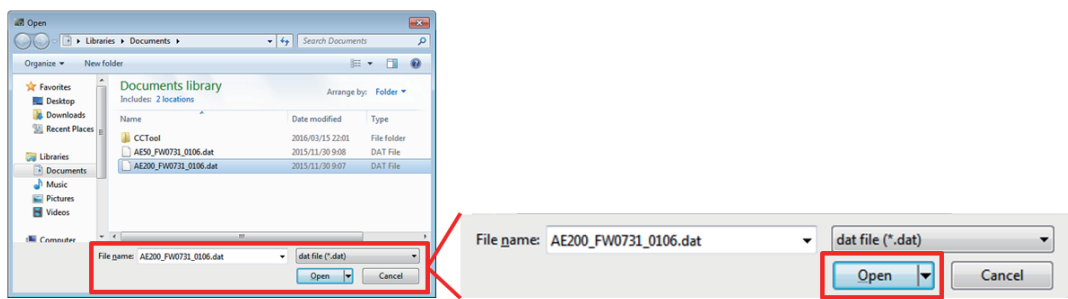 Open
Libraries Documents Search Documents
Organize New folder
Favorites
Desktop
Downloads
Recent Places
Libraries
Documents
Music
Pictures
Videos
Computer
Documents library
Includes: 2 locations
Arrange by: Folder
Name Date modified Type
CCTool 2016/03/15 22:01 File folder
AE50_FW0731_0106.dat 2015/11/30 9:08 DAT File
AE200_FW0731_0106.dat 2015/11/30 9:07 DAT File
File name: AE200_FW0731_0106.dat dat file (*.dat)
Open Cancel
File name: AE200_FW0731_0106.dat dat file (*.dat)
Open Cancel